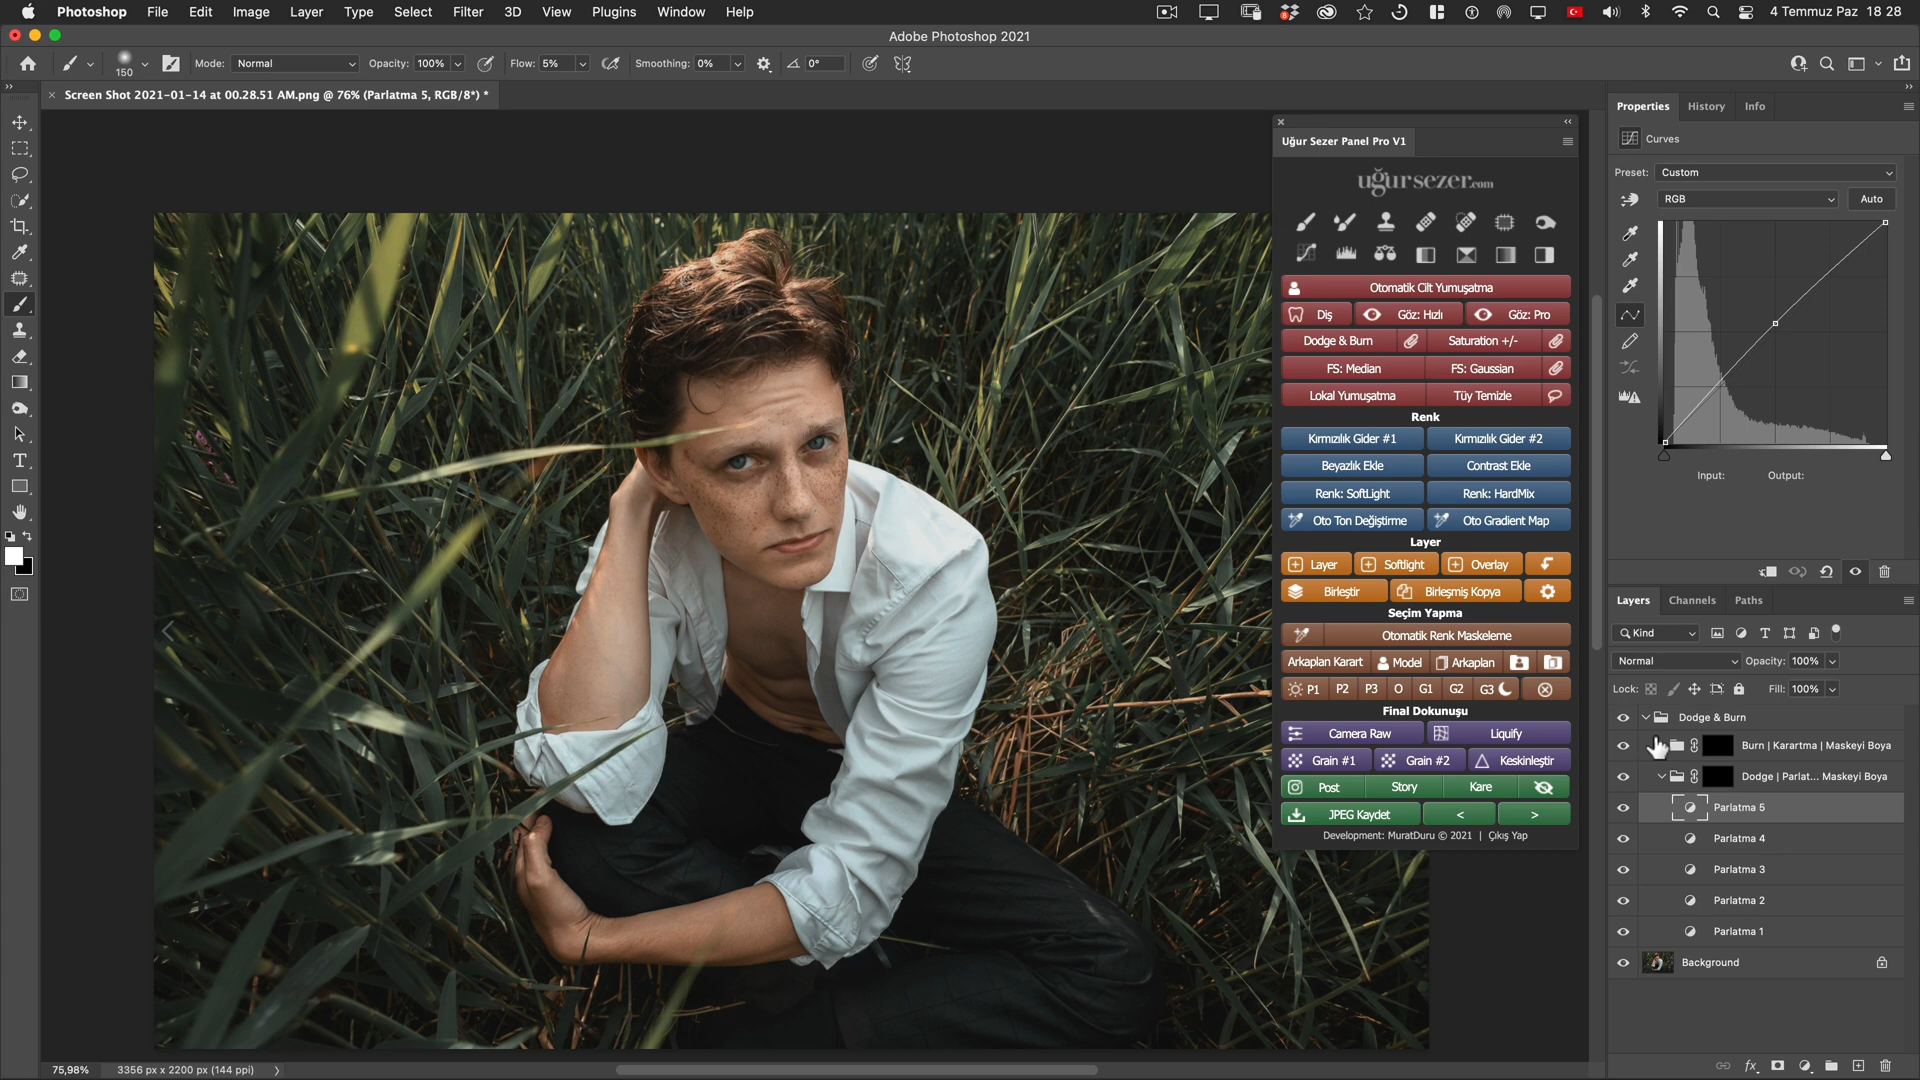 Photoshop File Edit Image Layer Type Select Filter 3D View Plugins Window Help 8 4 Temmuz Paz 18 28
Adobe Photoshop 2021
150 Mode: Normal Opacity: 100% Flow: 5% Smoothing: 0% 0°
Screen Shot 2021-01-14 at 00.28.51 AM.png @ 76% (Parlatma 5, RGB/8*) *
Uğur Sezer Panel Pro V1
uğursezer.com
Otomatik Cilt Yumuşatma
Diş Göz: Hızlı Göz: Pro
Dodge & Burn Saturation +/-
FS: Median FS: Gaussian
Lokal Yumuşatma Tüy Temizle
Renk
Kırmızılık Gider #1 Kırmızılık Gider #2
Beyazlık Ekle Contrast Ekle
Renk: SoftLight Renk: HardMix
Oto Ton Değiştirme Oto Gradient Map
Layer
Layer Softlight Overlay
Birleştir Birleşmiş Kopya
Seçim Yapma
Otomatik Renk Maskeleme
Arkaplan Karart Model Arkaplan
P1 P2 P3 O G1 G2 G3
Final Dokunuşu
Camera Raw Liquify
Grain #1 Grain #2 Keskinleştir
Post Story Kare
JPEG Kaydet < >
Development: MuratDuru © 2021 | Çıkış Yap
Properties History Info
Curves
Preset: Custom
RGB Auto
Input: Output:
Layers Channels Paths
Kind
Normal Opacity: 100%
Lock: Fill: 100%
Dodge & Burn
Burn | Karartma | Maskeyi Boya
Dodge | Parlat... Maskeyi Boya
Parlatma 5
Parlatma 4
Parlatma 3
Parlatma 2
Parlatma 1
Background
fx
75,98% 3356 px x 2200 px (144 ppi)